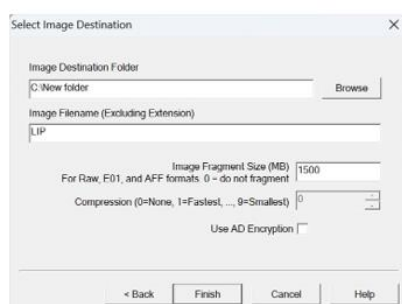 Select Image Destination
Image Destination Folder
C:\New folder
Browse
Image Filename (Excluding Extension)
LIP
Image Fragment Size (MB)
1500
For Raw, E01, and AFF formats. 0 = do not fragment
Compression (0=None, 1=Fastest, ..., 9=Smallest)
0
Use AD Encryption
< Back
Finish
Cancel
Help